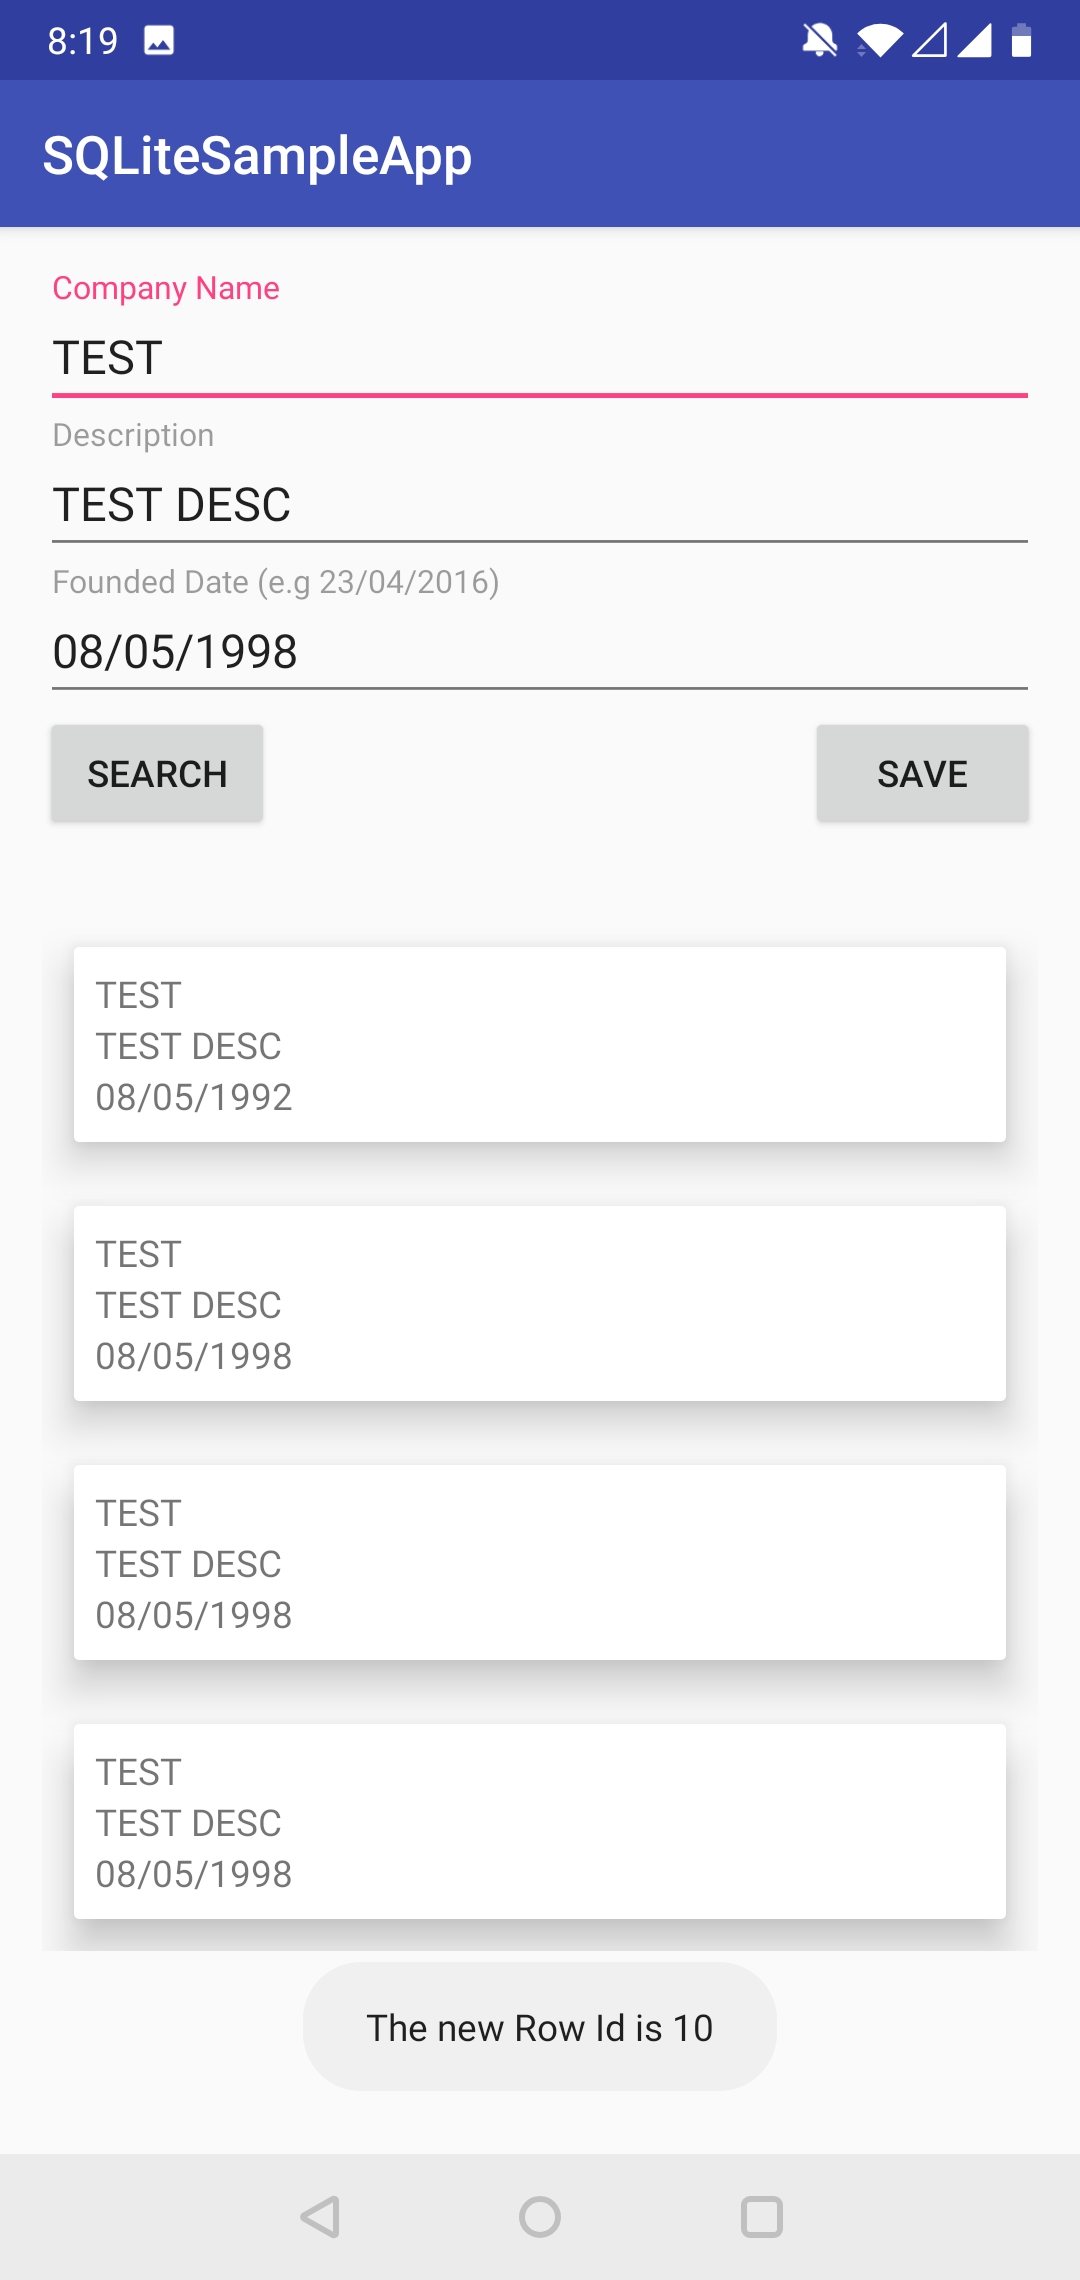 8:19
SQLiteSampleApp
Company Name
TEST
Description
TEST DESC
Founded Date (e.g 23/04/2016)
08/05/1998
SEARCH SAVE
TEST
TEST DESC
08/05/1992
TEST
TEST DESC
08/05/1998
TEST
TEST DESC
08/05/1998
TEST
TEST DESC
08/05/1998
The new Row Id is 10